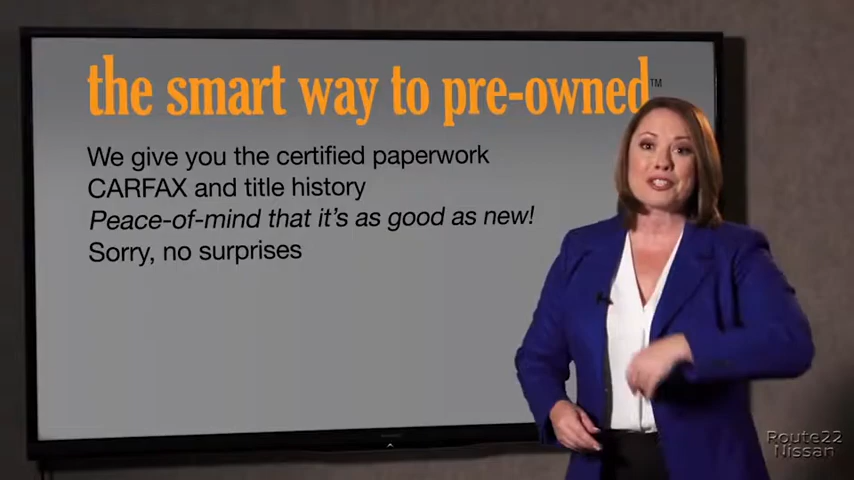 the smart way to pre-owned™
We give you the certified paperwork
CARFAX and title history
Peace-of-mind that it's as good as new!
Sorry, no surprises
Route22
Nissan